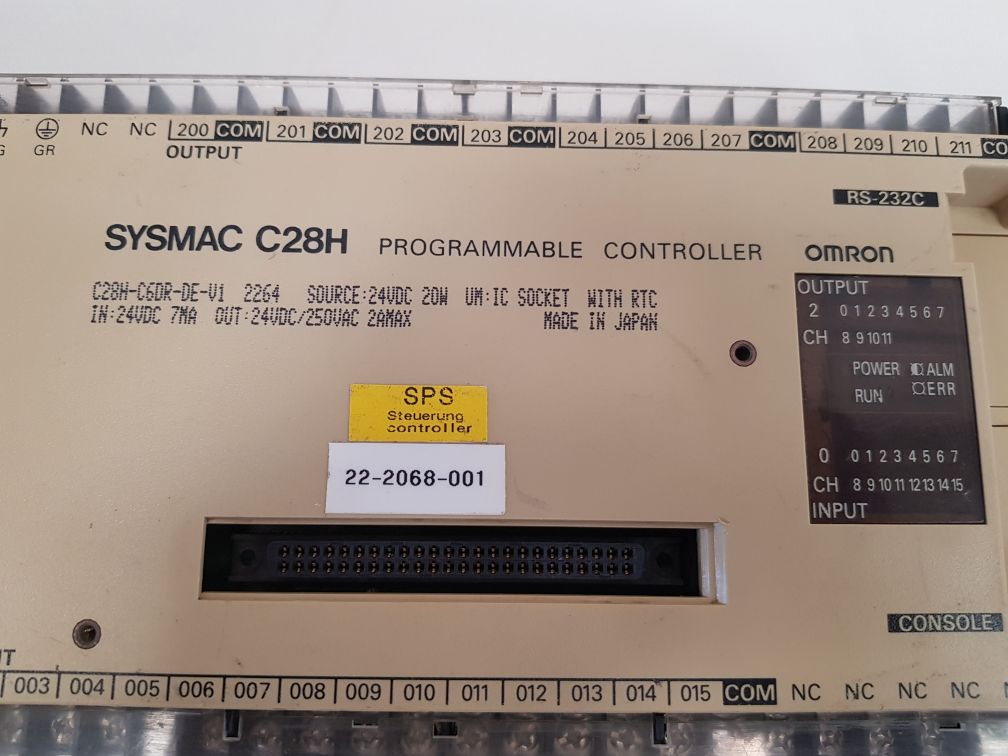 GR NC NC 200 COM 201 COM 202 COM 203 COM 204 205 206 207 COM 208 209 210 211
OUTPUT
RS-232C
SYSMAC C28H PROGRAMMABLE CONTROLLER OMRON
C28H-C6DR-DE-V1 2264 SOURCE:24VDC 20W UM:IC SOCKET WITH RTC
IN:24VDC 7MA OUT:24VDC/250VAC 2AMAX MADE IN JAPAN
OUTPUT
2 0 1 2 3 4 5 6 7
CH 8 9 10 11
POWER ALM
ERR
RUN
0 0 1 2 3 4 5 6 7
CH 8 9 10 11 12 13 14 15
INPUT
SPS
Steuerung
controller
22-2068-001
CONSOLE
003 004 005 006 007 008 009 010 011 012 013 014 015 COM NC NC NC NC